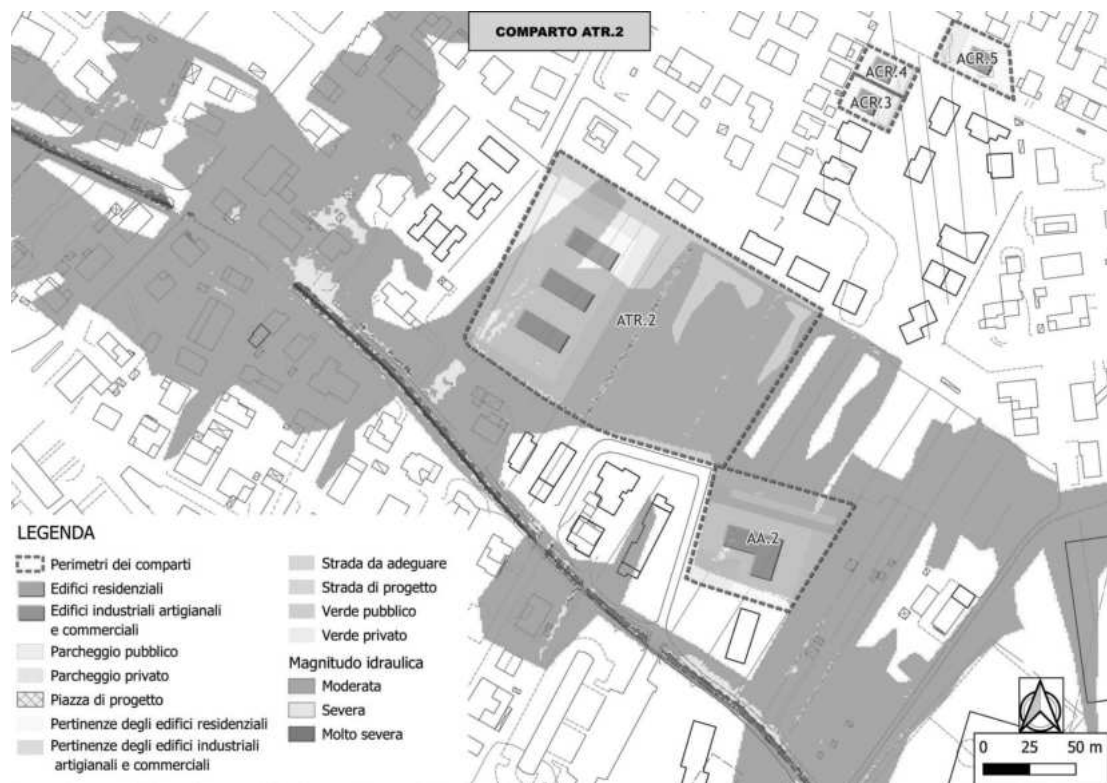 COMPARTO ATR.2
ACR.5
ACR.4
ACR.3
ATR.2
AA.2
LEGENDA
Perimetri dei comparti
Edifici residenziali
Edifici industriali artigianali
e commerciali
Parcheggio pubblico
Parcheggio privato
Piazza di progetto
Pertinenze degli edifici residenziali
Pertinenze degli edifici industriali
artigianali e commerciali
Strada da adeguare
Strada di progetto
Verde pubblico
Verde privato
Magnitudo idraulica
Moderata
Severa
Molto severa
0 25 50 m